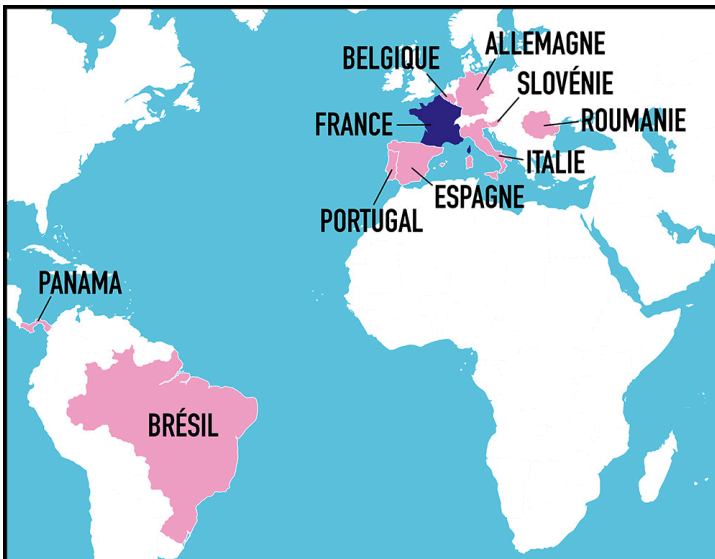 ALLEMAGNE
BELGIQUE
SLOVÉNIE
FRANCE
ROUMANIE
ITALIE
ESPAGNE
PORTUGAL
PANAMA
BRÉSIL